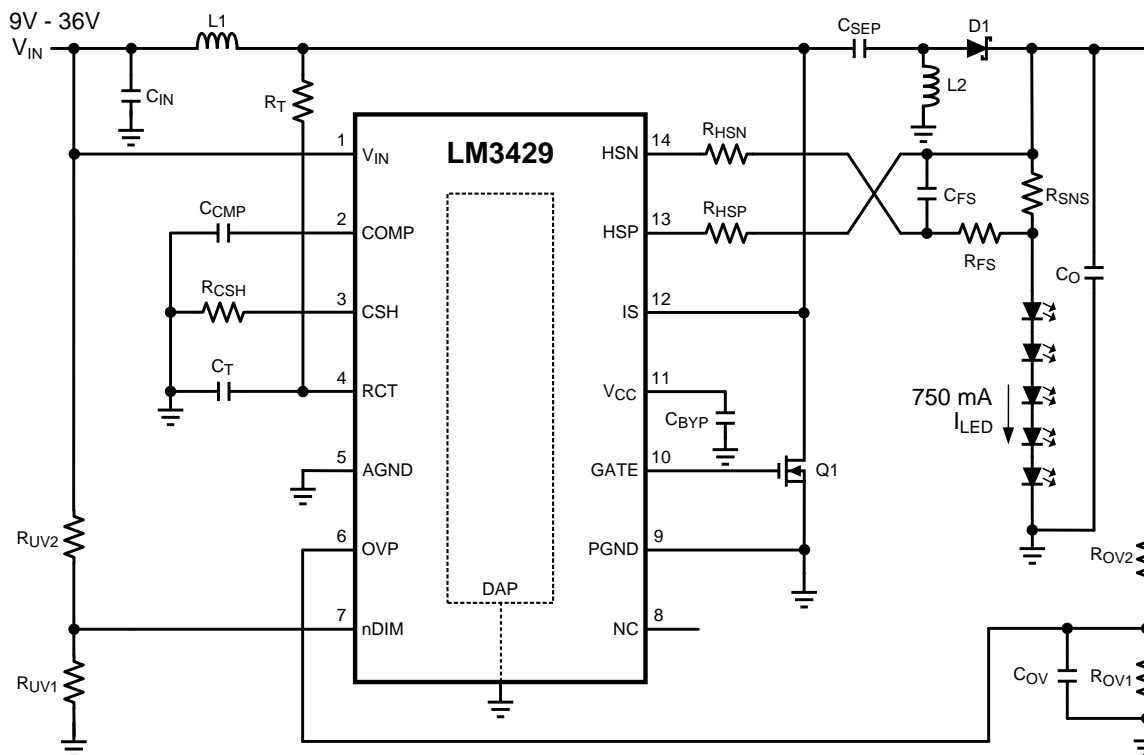 9V - 36V
VIN
L1
CSEP
D1
CIN
RT
L2
LM3429
1
VIN
14
HSN
RHSN
CFS
RSNS
CCMP
2
COMP
13
HSP
RHSP
RFS
CO
RCSH
3
CSH
12
IS
CT
4
RCT
11
VCC
CBYP
750 mA
ILED
5
AGND
10
GATE
Q1
RUV2
6
OVP
9
PGND
ROV2
DAP
7
nDIM
8
NC
RUV1
COV
ROV1